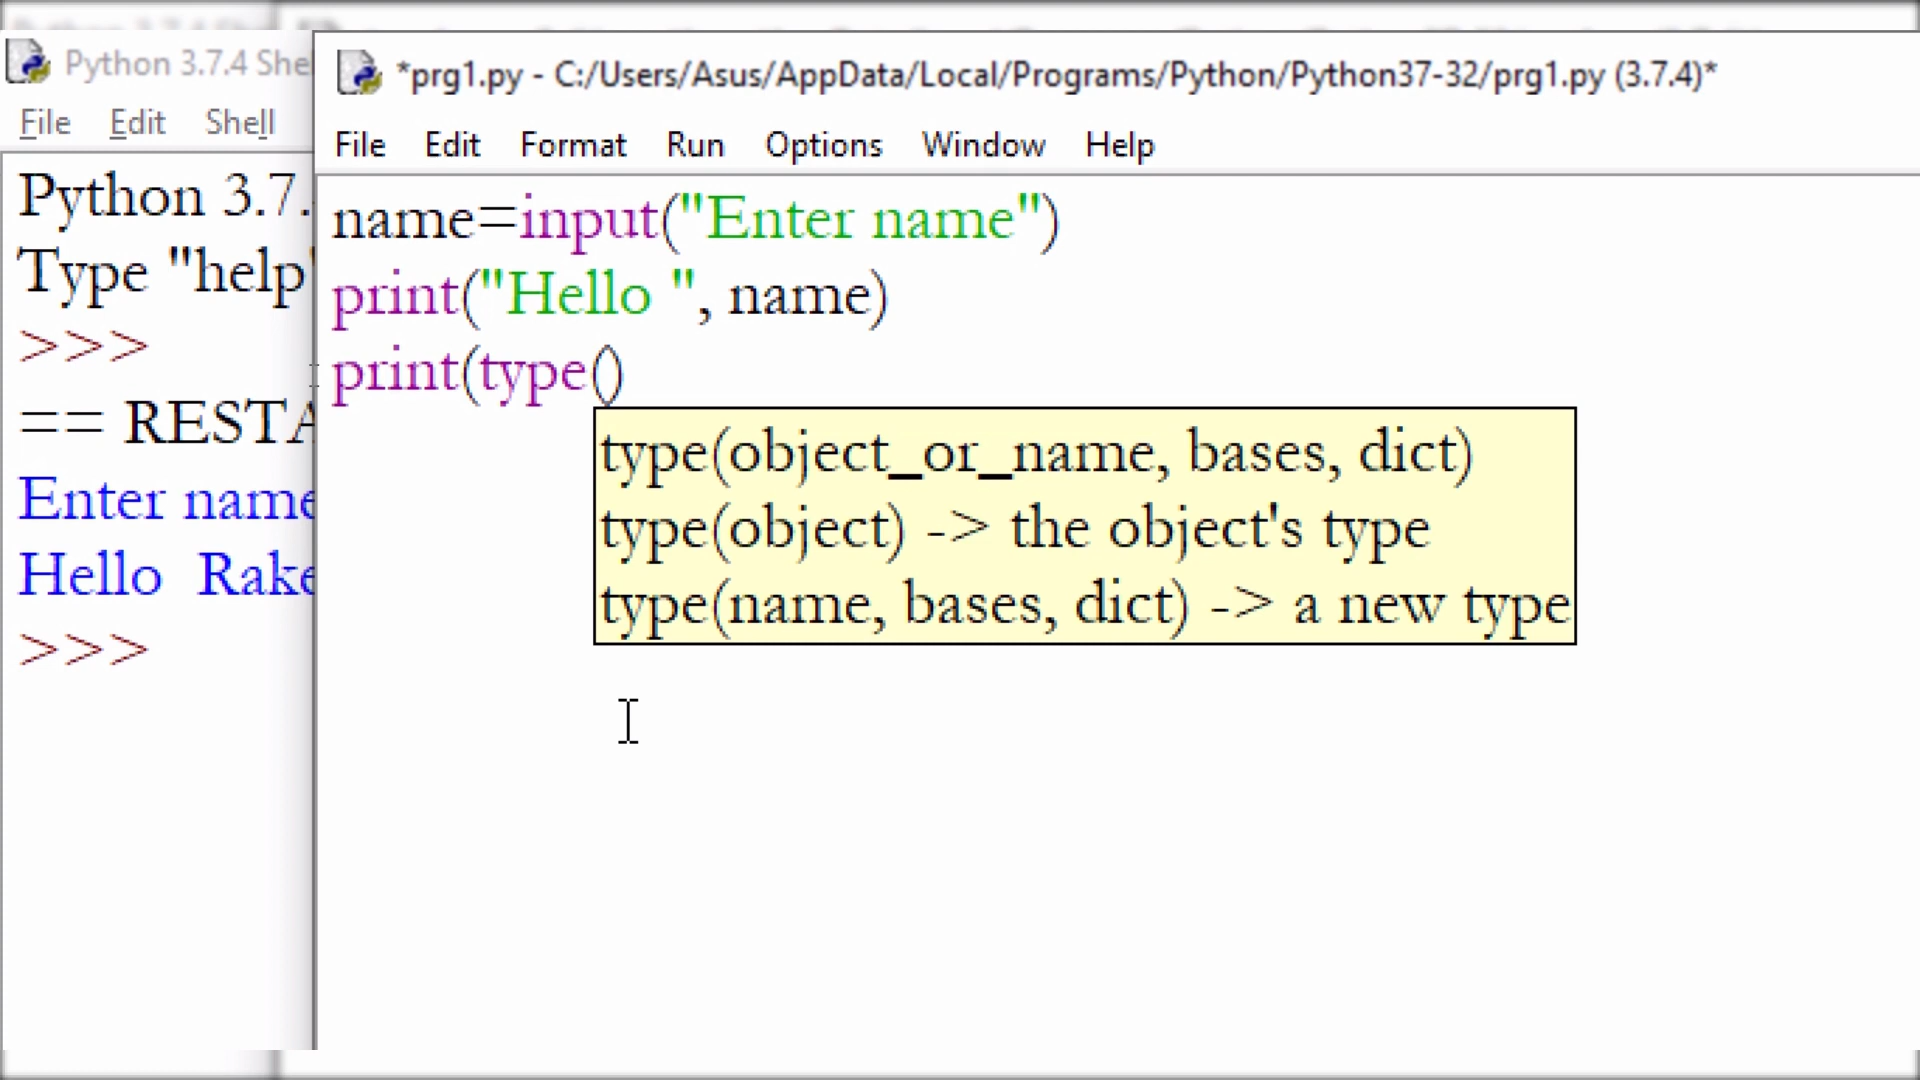 Python 3.7.4 Shel
File Edit Shell
Python 3.7.
Type "help"
>>>
== RESTA
Enter name
Hello  Rake
>>>
*prg1.py - C:/Users/Asus/AppData/Local/Programs/Python/Python37-32/prg1.py (3.7.4)*
File Edit Format Run Options Window Help
name=input("Enter name")
print("Hello ", name)
print(type()
type(object_or_name, bases, dict)
type(object) -> the object's type
type(name, bases, dict) -> a new type